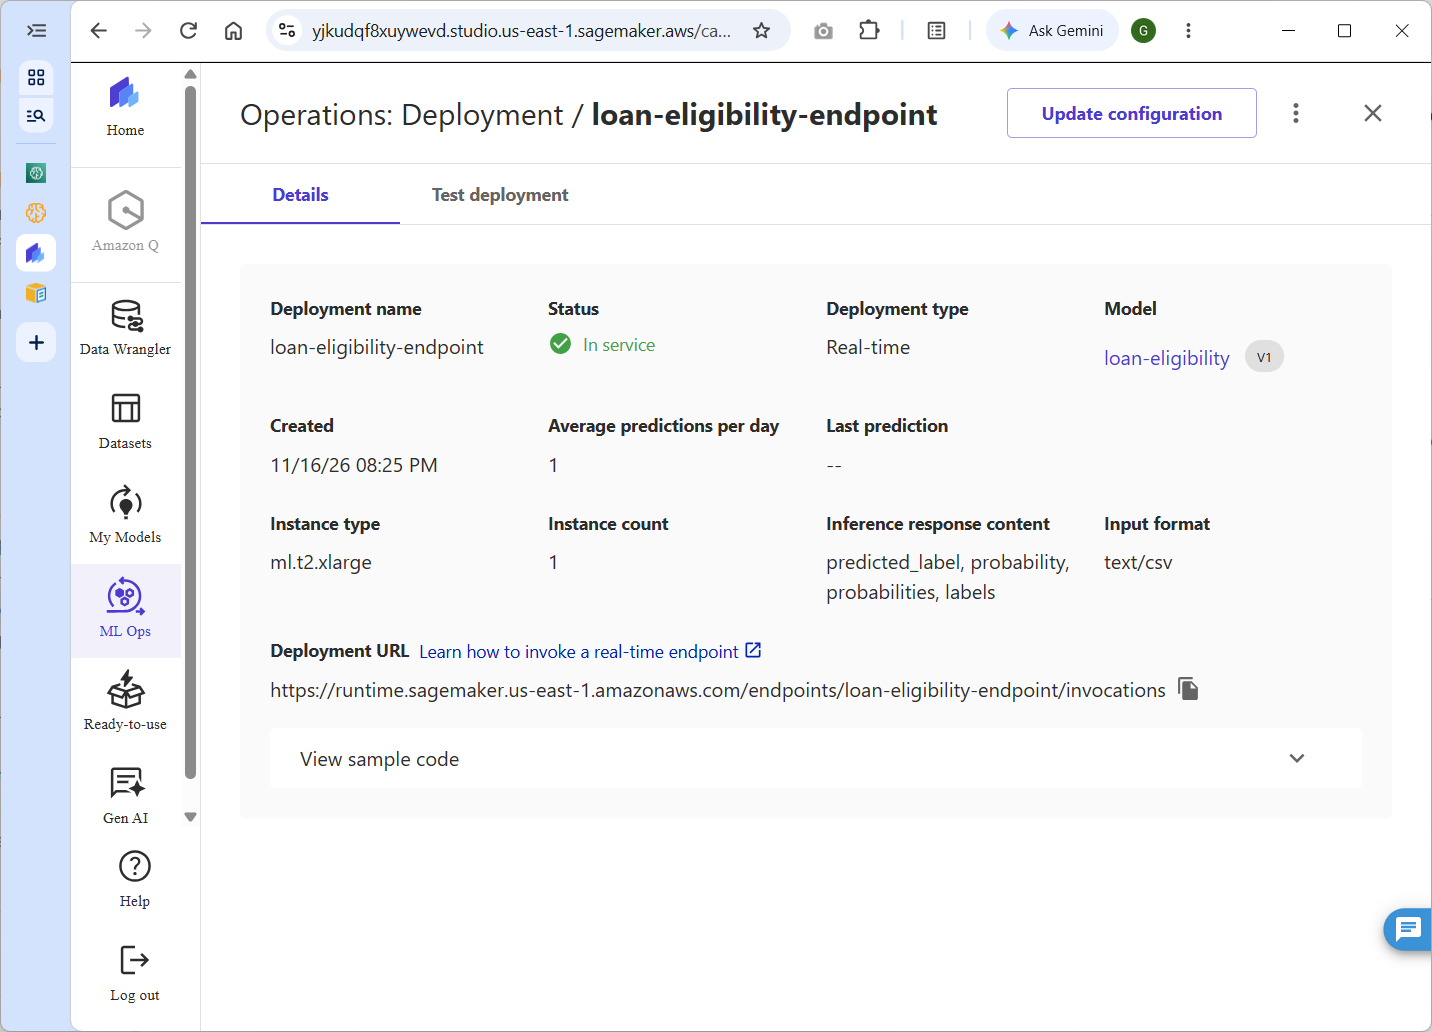 yjkudqf8xuywevd.studio.us-east-1.sagemaker.aws/ca...
Ask Gemini
G
Home
Amazon Q
Data Wrangler
Datasets
My Models
ML Ops
Ready-to-use
Gen AI
Help
Log out
Operations: Deployment / loan-eligibility-endpoint
Update configuration
Details
Test deployment
Deployment name
loan-eligibility-endpoint
Status
In service
Deployment type
Real-time
Model
loan-eligibility V1
Created
11/16/26 08:25 PM
Average predictions per day
1
Last prediction
--
Instance type
ml.t2.xlarge
Instance count
1
Inference response content
predicted_label, probability,
probabilities, labels
Input format
text/csv
Deployment URL Learn how to invoke a real-time endpoint
https://runtime.sagemaker.us-east-1.amazonaws.com/endpoints/loan-eligibility-endpoint/invocations
View sample code